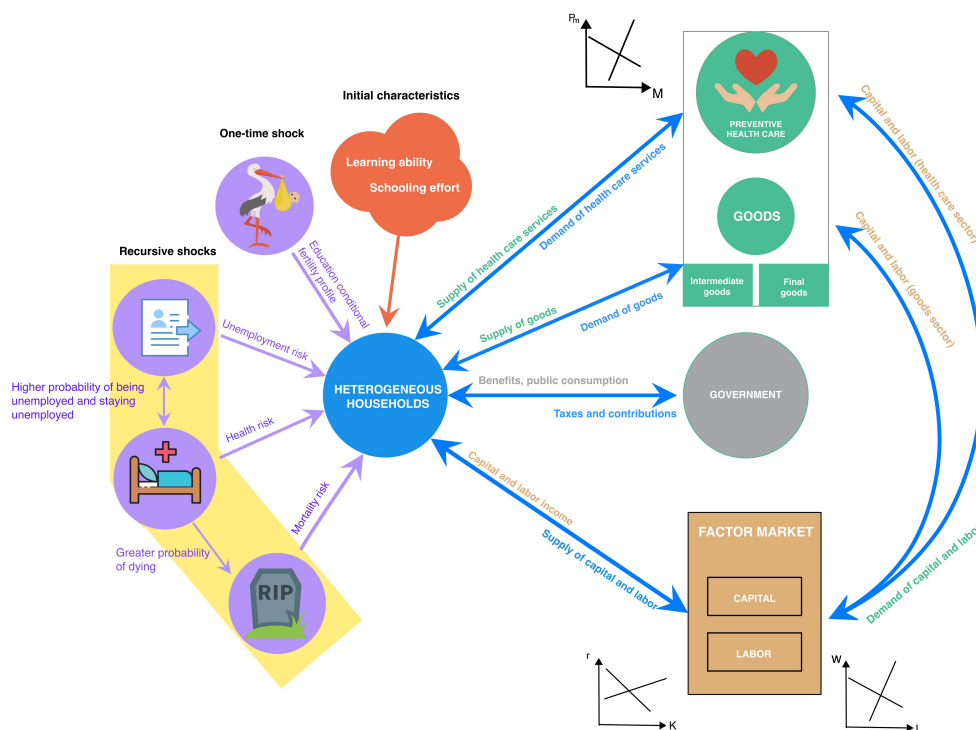 Pm
M
Initial characteristics
Learning ability
Schooling effort
One-time shock
Recursive shocks
Education conditional
fertility profile
Unemployment risk
Higher probability of being
unemployed and staying
unemployed
Health risk
Mortality risk
Greater probability
of dying
RIP
HETEROGENEOUS
HOUSEHOLDS
Supply of health care services
Demand of health care services
Supply of goods
Demand of goods
Benefits, public consumption
Taxes and contributions
Capital and labor income
Supply of capital and labor
PREVENTIVE
HEALTH CARE
GOODS
Intermediate
goods
Final
goods
GOVERNMENT
Capital and labor (health care sector)
Capital and labor (goods sector)
Demand of capital and labo
FACTOR MARKET
CAPITAL
LABOR
r
K
W